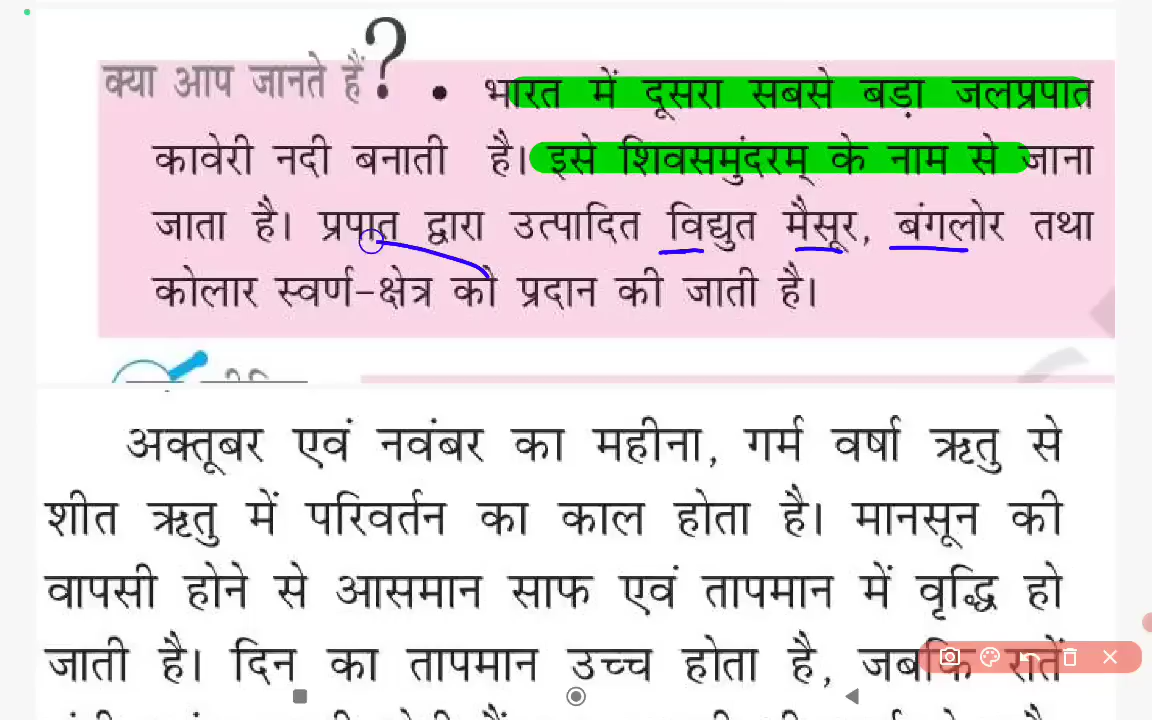 क्या आप जानते हैं? • भारत में दूसरा सबसे बड़ा जलप्रपात
कावेरी नदी बनाती है। इसे शिवसमुंदरम् के नाम से जाना
जाता है। प्रपात द्वारा उत्पादित विद्युत मैसूर, बंगलोर तथा
कोलार स्वर्ण-क्षेत्र को प्रदान की जाती है।
अक्तूबर एवं नवंबर का महीना, गर्म वर्षा ऋतु से
शीत ऋतु में परिवर्तन का काल होता है। मानसून की
वापसी होने से आसमान साफ एवं तापमान में वृद्धि हो
जाती है। दिन का तापमान उच्च होता है, जबकि रातें